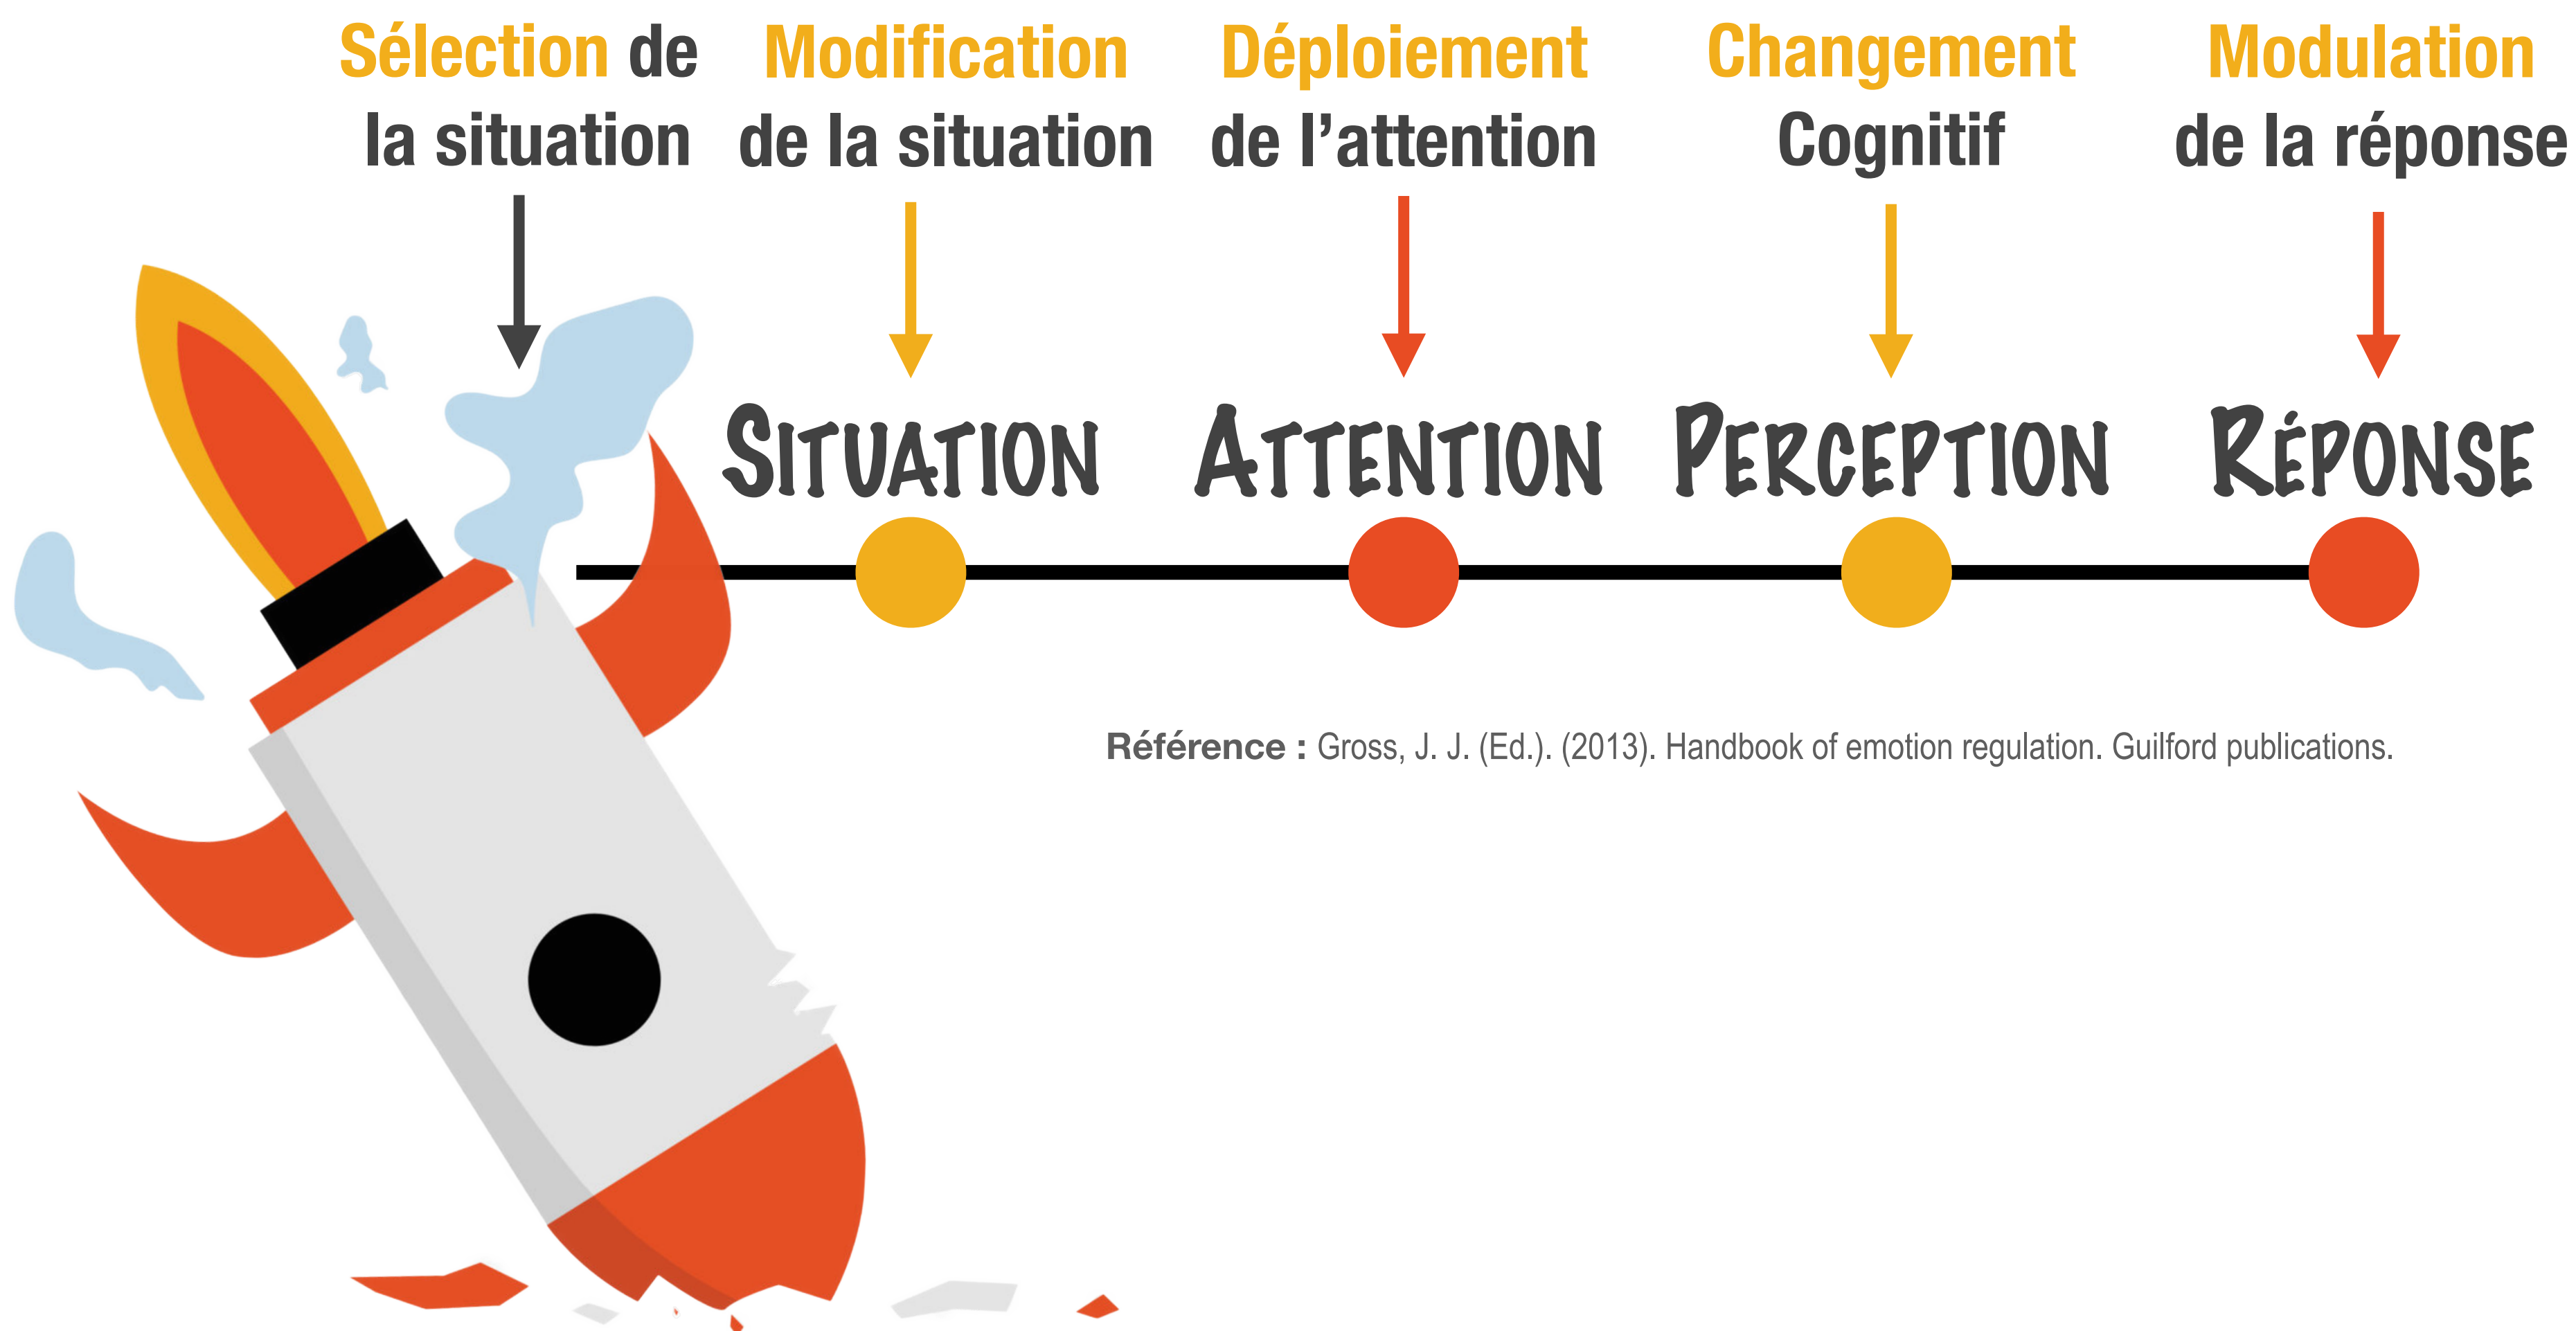 Sélection de
la situation
Modification
de la situation
Déploiement
de l'attention
Changement
Cognitif
Modulation
de la réponse
SITUATION
ATTENTION
PERCEPTION
RÉPONSE
Référence : Gross, J. J. (Ed.). (2013). Handbook of emotion regulation. Guilford publications.